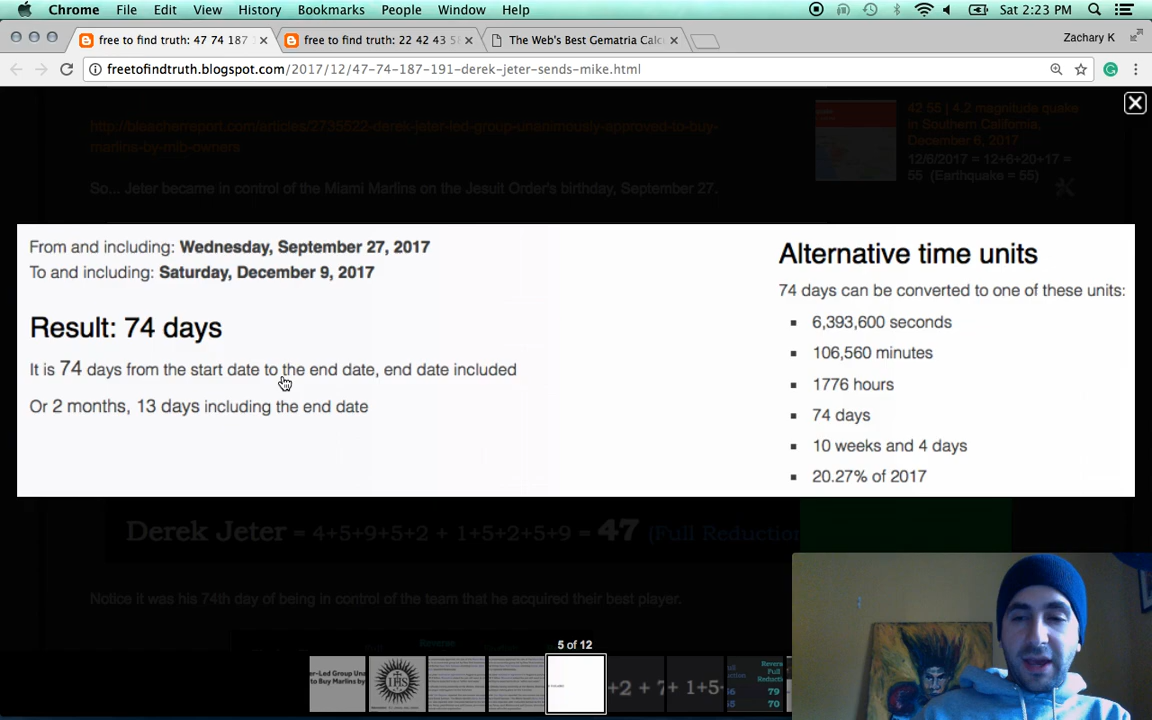 Chrome File Edit View History Bookmarks People Window Help
Sat 2:23 PM
free to find truth: 47 74 187
free to find truth: 22 42 43 5
The Web's Best Gematria Calc
Zachary K
freetofindtruth.blogspot.com/2017/12/47-74-187-191-derek-jeter-sends-mike.html
http://bleacherreport.com/articles/2735522-derek-jeter-led-group-unanimously-approved-to-buy-
marlins-by-mlb-owners
42 55 | 4.2 magnitude quake
in Southern California,
December 6, 2017
12/6/2017 = 12+6+20+17 =
55 (Earthquake = 55)
So... Jeter became in control of the Miami Marlins on the Jesuit Order's birthday, September 27.
From and including: Wednesday, September 27, 2017
To and including: Saturday, December 9, 2017
Result: 74 days
It is 74 days from the start date to the end date, end date included
Or 2 months, 13 days including the end date
Alternative time units
74 days can be converted to one of these units:
6,393,600 seconds
106,560 minutes
1776 hours
74 days
10 weeks and 4 days
20.27% of 2017
Derek Jeter = 4+5+9+5+2 + 1+5+2+5+9 = 47 (Full Reduction
Notice it was his 74th day of being in control of the team that he acquired their best player.
5 of 12
er-Led Group Una
to Buy Marlins by
IHS
+2 + 7
+ 1+5+
Revers
Full
Reducti
79
70